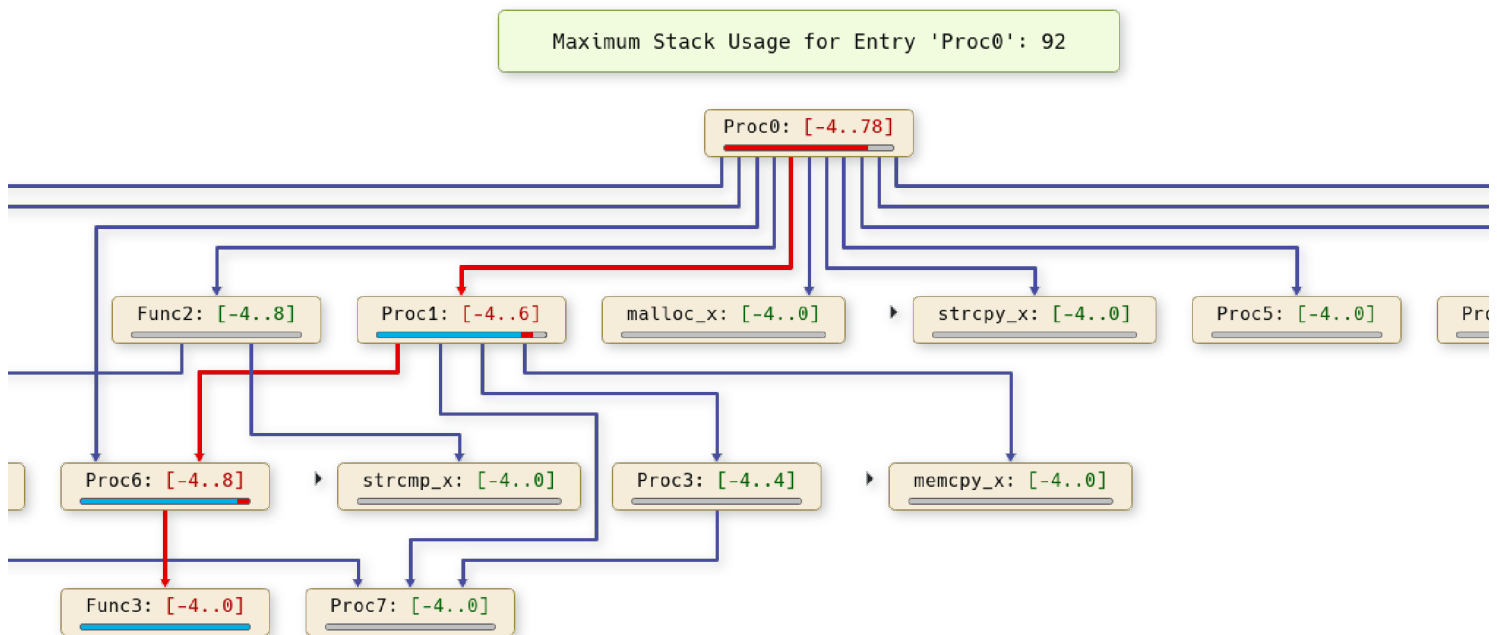 Maximum Stack Usage for Entry 'Proc0': 92
Proc0: [-4..78]
Func2: [-4..8]
Proc1: [-4..6]
malloc_x: [-4..0]
strcpy_x: [-4..0]
Proc5: [-4..0]
Proc6: [-4..8]
strcmp_x: [-4..0]
Proc3: [-4..4]
memcpy_x: [-4..0]
Func3: [-4..0]
Proc7: [-4..0]